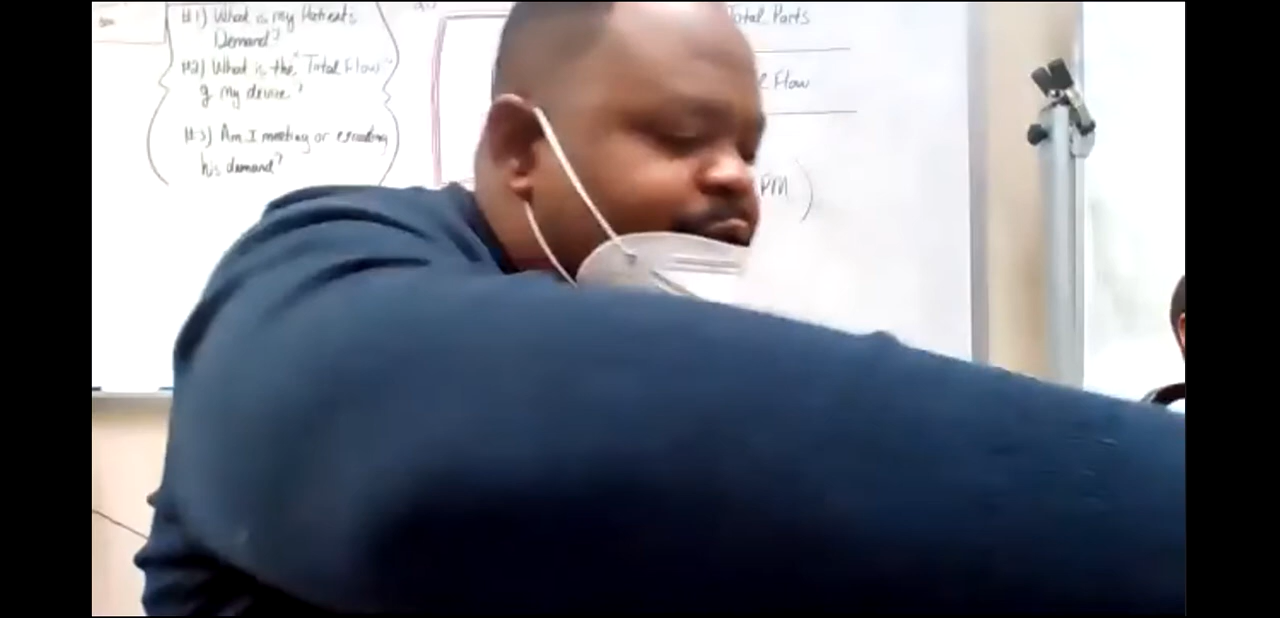 #1) What is my Patient's
Demand?
#2) What is the "Total Flow"
of my device?
#3) Am I meeting or exceeding
his demand?
Total Parts
Flow
PM )